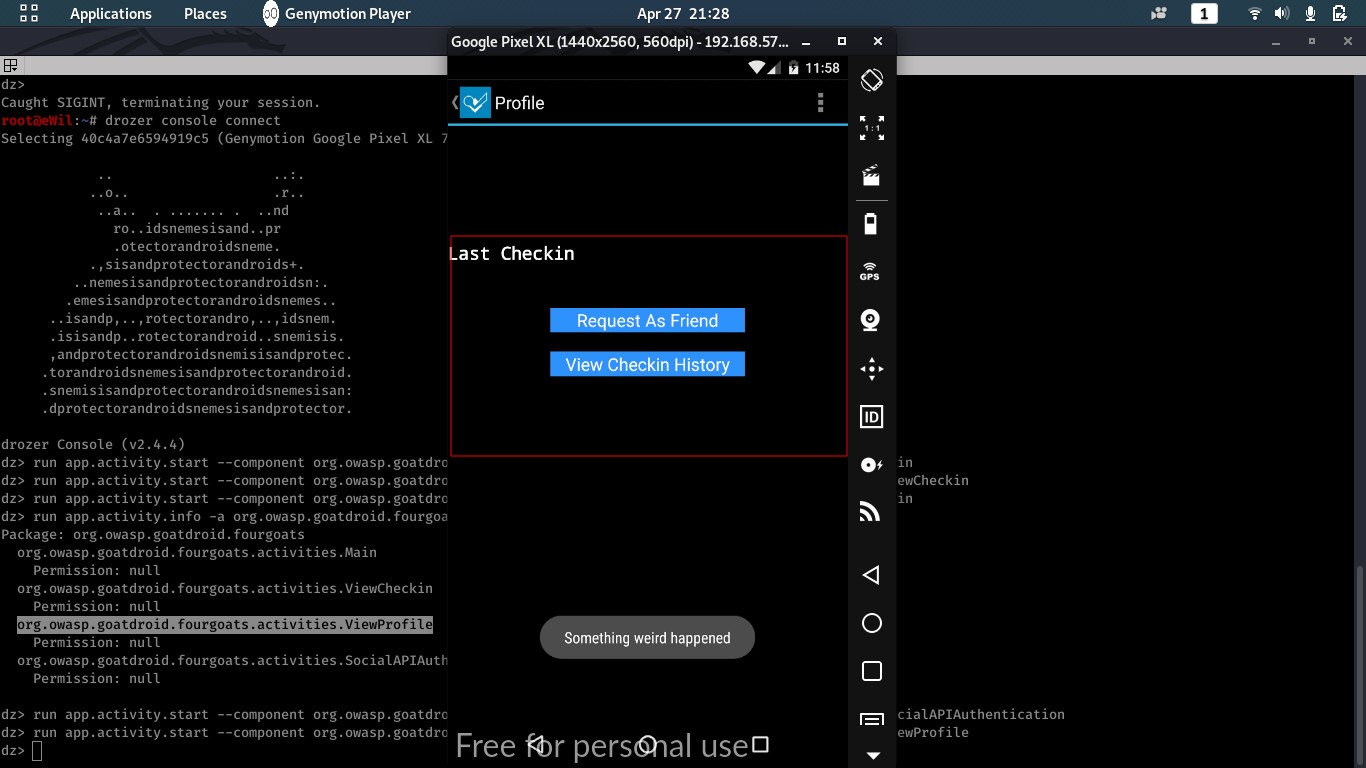 Applications Places Genymotion Player Apr 27 21:28 1
Google Pixel XL (1440x2560, 560dpi) - 192.168.57...
11:58
Profile
1:1
GPS
ID
Last Checkin
Request As Friend
View Checkin History
Something weird happened
Free for personal use
dz>
Caught SIGINT, terminating your session.
root@eWil:~# drozer console connect
Selecting 40c4a7e6594919c5 (Genymotion Google Pixel XL 7
.. ..:.
..o.. .r..
..a.. . ....... . ..nd
ro..idsnemesisand..pr
.otectorandroidsneme.
.,sisandprotectorandroids+.
..nemesisandprotectorandroidsn:.
.emesisandprotectorandroidsnemes..
..isandp,..,rotectorandro,..,idsnem.
.isisandp..rotectorandroid..snemisis.
,andprotectorandroidsnemisisandprotec.
.torandroidsnemesisandprotectorandroid.
.snemisisandprotectorandroidsnemesisan:
.dprotectorandroidsnemesisandprotector.
drozer Console (v2.4.4)
dz> run app.activity.start --component org.owasp.goatdro in
dz> run app.activity.start --component org.owasp.goatdro ewCheckin
dz> run app.activity.start --component org.owasp.goatdro in
dz> run app.activity.info -a org.owasp.goatdroid.fourgoa
Package: org.owasp.goatdroid.fourgoats
org.owasp.goatdroid.fourgoats.activities.Main
Permission: null
org.owasp.goatdroid.fourgoats.activities.ViewCheckin
Permission: null
org.owasp.goatdroid.fourgoats.activities.ViewProfile
Permission: null
org.owasp.goatdroid.fourgoats.activities.SocialAPIAuth
Permission: null
dz> run app.activity.start --component org.owasp.goatdro cialAPIAuthentication
dz> run app.activity.start --component org.owasp.goatdro ewProfile
dz>